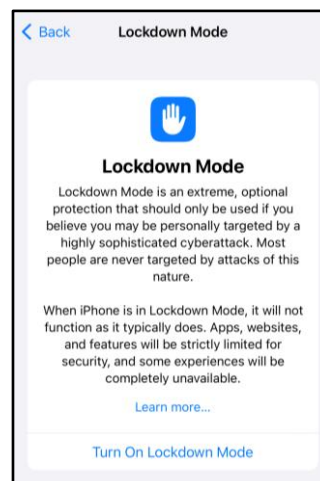 Back Lockdown Mode
Lockdown Mode
Lockdown Mode is an extreme, optional
protection that should only be used if you
believe you may be personally targeted by a
highly sophisticated cyberattack. Most
people are never targeted by attacks of this
nature.
When iPhone is in Lockdown Mode, it will not
function as it typically does. Apps, websites,
and features will be strictly limited for
security, and some experiences will be
completely unavailable.
Learn more...
Turn On Lockdown Mode